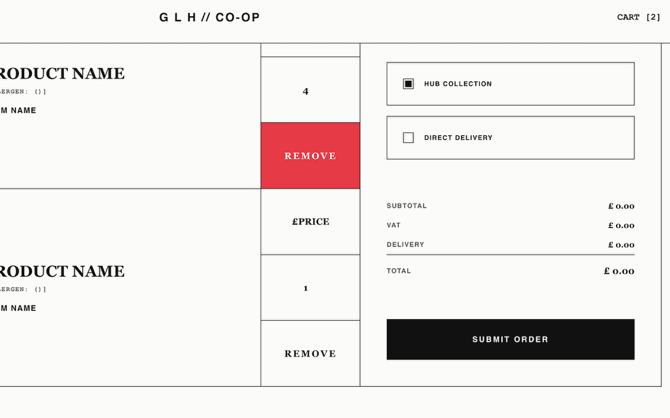 G L H // CO-OP
CART [2]
RODUCT NAME
LERGEN: ()]
M NAME
4
REMOVE
£PRICE
RODUCT NAME
LERGEN: ()]
M NAME
1
REMOVE
HUB COLLECTION
DIRECT DELIVERY
SUBTOTAL £ 0.00
VAT £ 0.00
DELIVERY £ 0.00
TOTAL £ 0.00
SUBMIT ORDER